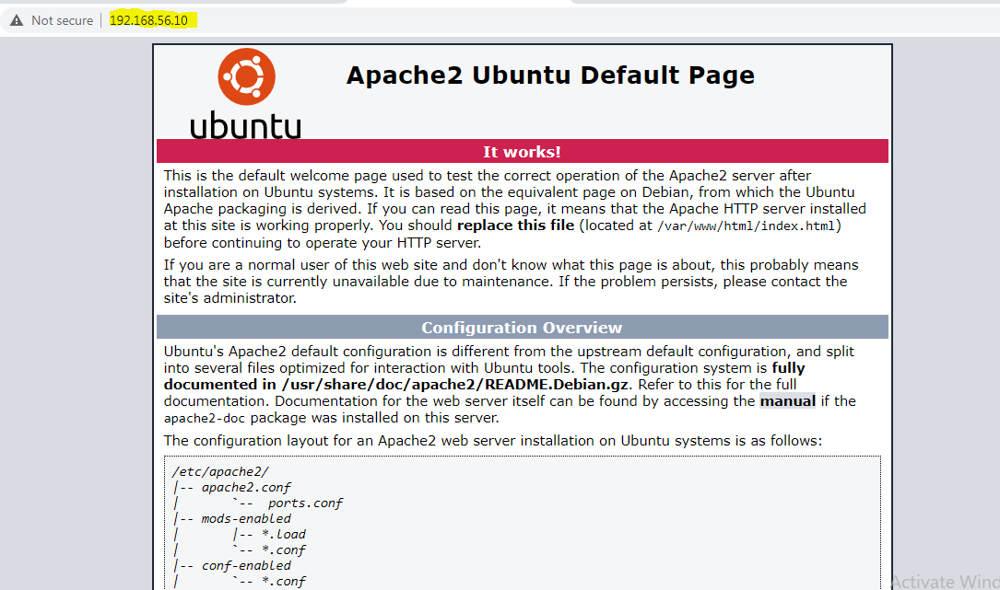 Not secure | 192.168.56.10
ubuntu
Apache2 Ubuntu Default Page
It works!
This is the default welcome page used to test the correct operation of the Apache2 server after
installation on Ubuntu systems. It is based on the equivalent page on Debian, from which the Ubuntu
Apache packaging is derived. If you can read this page, it means that the Apache HTTP server installed
at this site is working properly. You should replace this file (located at /var/www/html/index.html)
before continuing to operate your HTTP server.
If you are a normal user of this web site and don't know what this page is about, this probably means
that the site is currently unavailable due to maintenance. If the problem persists, please contact the
site's administrator.
Configuration Overview
Ubuntu's Apache2 default configuration is different from the upstream default configuration, and split
into several files optimized for interaction with Ubuntu tools. The configuration system is fully
documented in /usr/share/doc/apache2/README.Debian.gz. Refer to this for the full
documentation. Documentation for the web server itself can be found by accessing the manual if the
apache2-doc package was installed on this server.
The configuration layout for an Apache2 web server installation on Ubuntu systems is as follows:
/etc/apache2/
|-- apache2.conf
|       `--  ports.conf
|-- mods-enabled
|       |-- *.load
|       `-- *.conf
|-- conf-enabled
|       `-- *.conf
Activate Wind